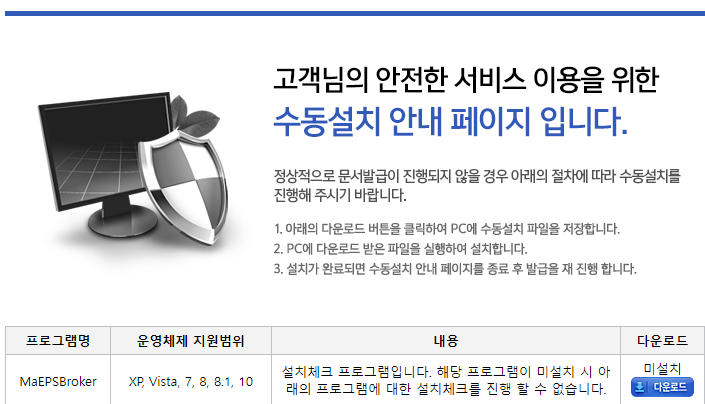 고객님의 안전한 서비스 이용을 위한
수동설치 안내 페이지 입니다.
정상적으로 문서발급이 진행되지 않을 경우 아래의 절차에 따라 수동설치를
진행해 주시기 바랍니다.
1. 아래의 다운로드 버튼을 클릭하여 PC에 수동설치 파일을 저장합니다.
2. PC에 다운로드 받은 파일을 실행하여 설치합니다.
3. 설치가 완료되면 수동설치 안내 페이지를 종료 후 발급을 재 진행 합니다.
프로그램명 운영체제 지원범위 내용 다운로드
MaEPSBroker XP, Vista, 7, 8, 8.1, 10 설치체크 프로그램입니다. 해당 프로그램이 미설치 시 아 미설치
래의 프로그램에 대한 설치체크를 진행 할 수 없습니다. 다운로드